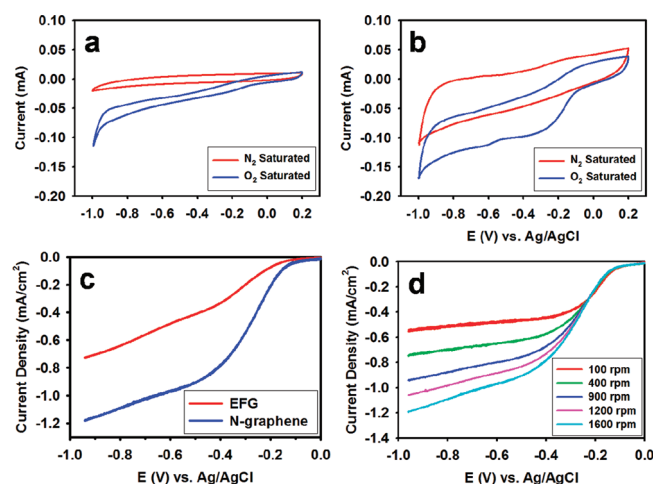 a
Current (mA)
0.10
0.05
0.00
-0.05
-0.10
-0.15
-0.20
N2 Saturated
O2 Saturated
-1.0 -0.8 -0.6 -0.4 -0.2 0.0 0.2
b
Current (mA)
0.10
0.05
0.00
-0.05
-0.10
-0.15
0.20
N2 Saturated
O2 Saturated
-1.0 -0.8 -0.6 -0.4 -0.2 0.0 0.2
E (V) vs. Ag/AgCl
c
Current Density (mA/cm2)
0.0
-0.2
-0.4
-0.6
-0.8
-1.0
-1.2
EFG
N-graphene
-1.0 -0.8 -0.6 -0.4 -0.2 0.0
E (V) vs. Ag/AgCl
d
Current Density (mA/cm2)
0.0
-0.2
-0.4
-0.6
-0.8
-1.0
-1.2
-1.4
100 rpm
400 rpm
900 rpm
1200 rpm
1600 rpm
-1.0 -0.8 -0.6 -0.4 -0.2 0.0
E (V) vs. Ag/AgCl